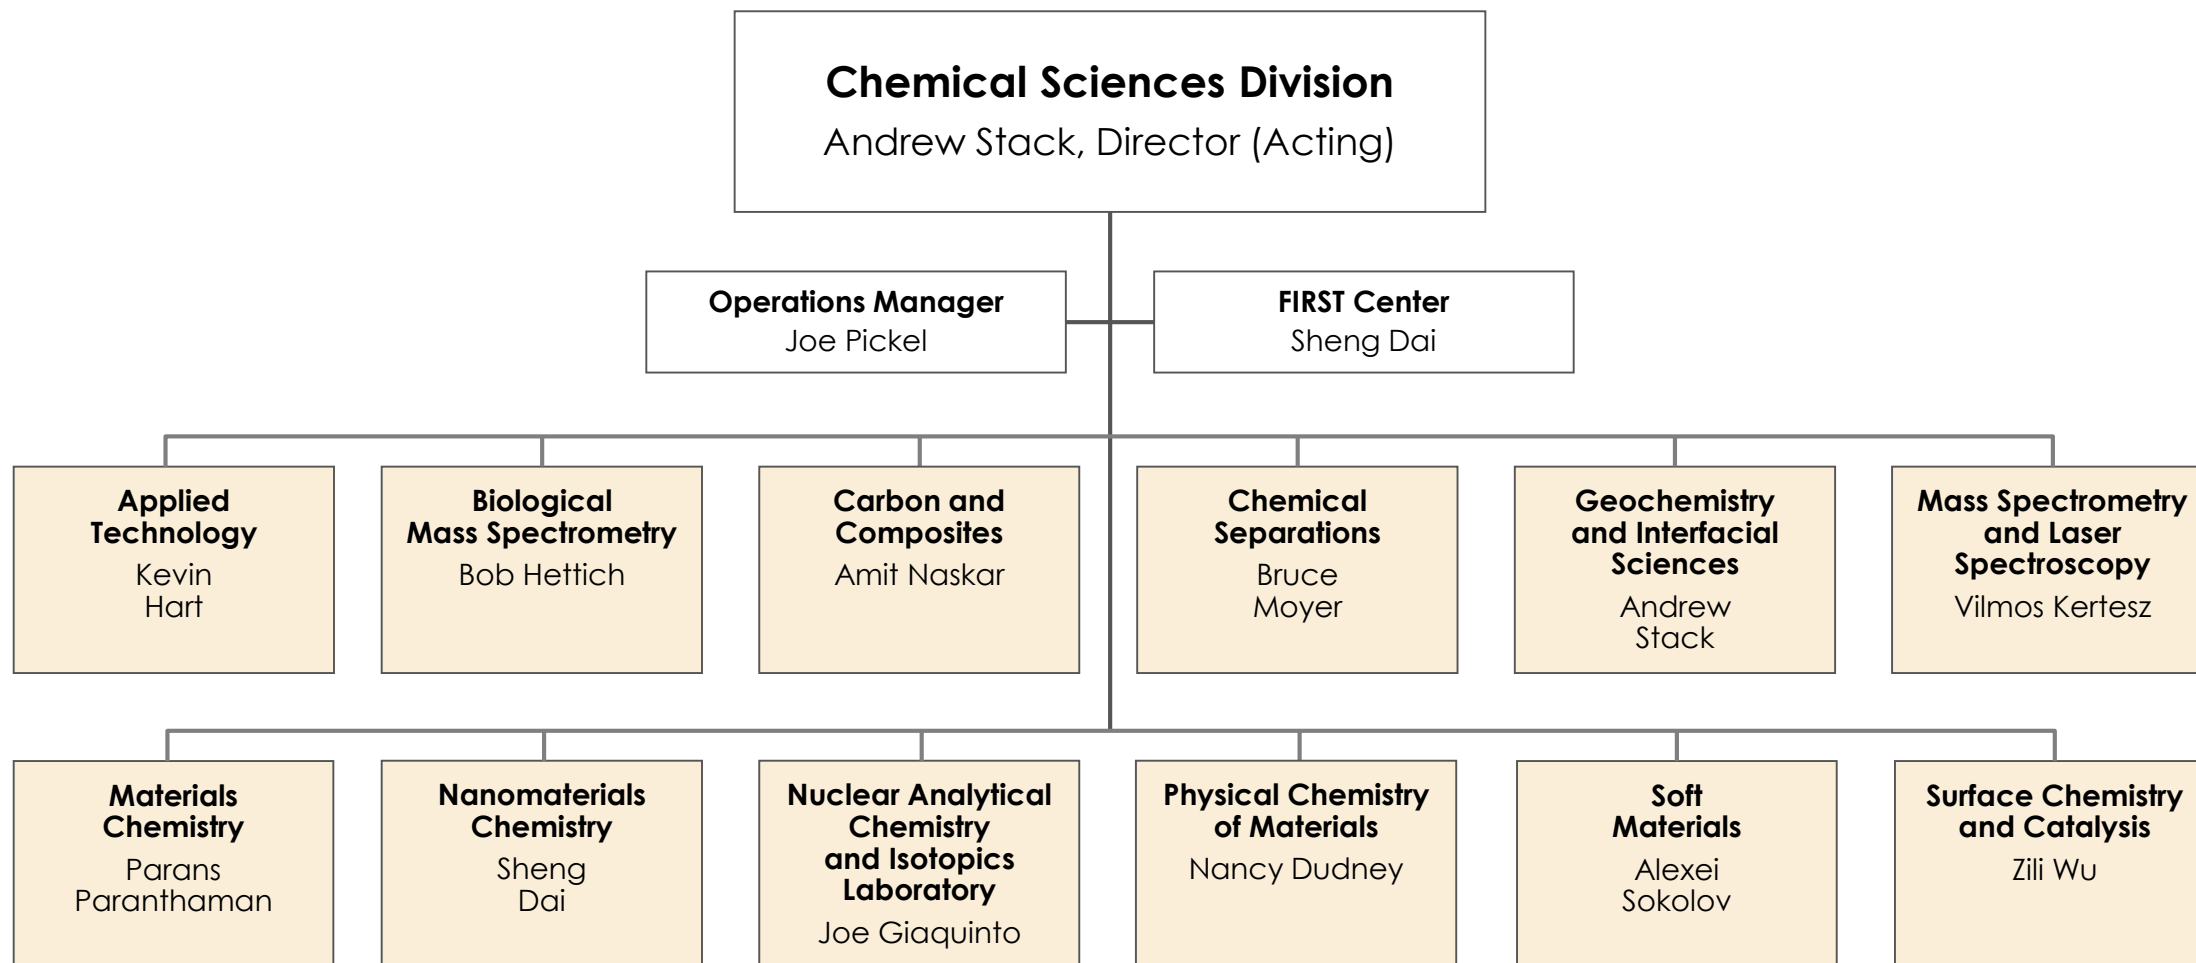 Chemical Sciences Division
Andrew Stack, Director (Acting)
Operations Manager
Joe Pickel
FIRST Center
Sheng Dai
Applied
Technology
Kevin
Hart
Biological
Mass Spectrometry
Bob Hettich
Carbon and
Composites
Amit Naskar
Chemical
Separations
Bruce
Moyer
Geochemistry
and Interfacial
Sciences
Andrew
Stack
Mass Spectrometry
and Laser
Spectroscopy
Vilmos Kertesz
Materials
Chemistry
Parans
Paranthaman
Nanomaterials
Chemistry
Sheng
Dai
Nuclear Analytical
Chemistry
and Isotopics
Laboratory
Joe Giaquinto
Physical Chemistry
of Materials
Nancy Dudney
Soft
Materials
Alexei
Sokolov
Surface Chemistry
and Catalysis
Zili Wu